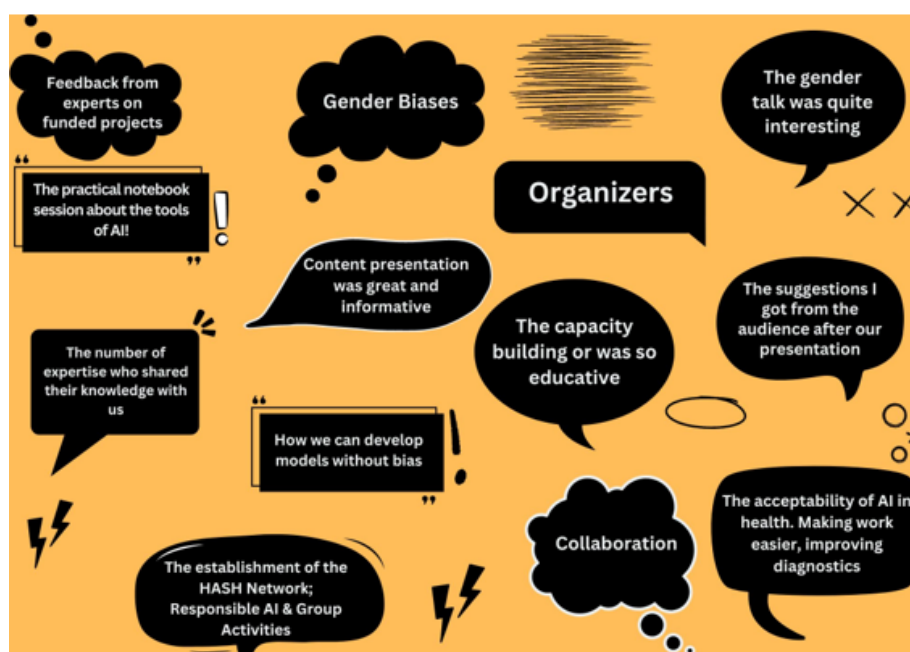 Feedback from
experts on
funded projects
Gender Biases
The gender
talk was quite
interesting
“
The practical notebook
session about the tools
of AI!
”
Organizers
Content presentation
was great and
informative
The suggestions I
got from the
audience after our
presentation
The capacity
building or was so
educative
The number of
expertise who shared
their knowledge with
us
“
How we can develop
models without bias
”
The acceptability of AI in
health. Making work
easier, improving
diagnostics
Collaboration
The establishment of the
HASH Network;
Responsible AI & Group
Activities